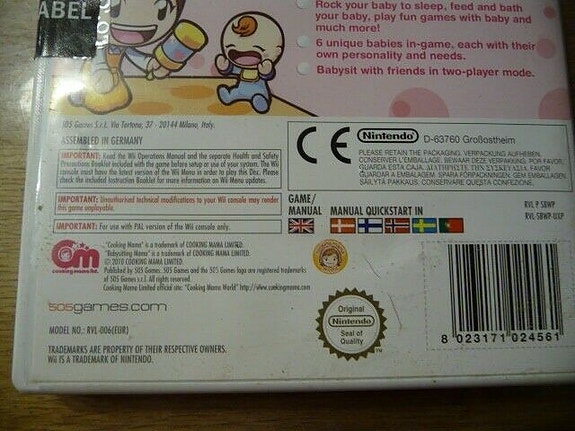 ABEL
Rock your baby to sleep, feed and bath
your baby, play fun games with baby and
much more!
6 unique babies in-game, each with their
own personality and needs.
Babysit with friends in two-player mode.
505 Games S.r.L. Via Tortona, 37 - 20144 Milano, Italy.
ASSEMBLED IN GERMANY
IMPORTANT: Read the Wii Operations Manual and the separate Health and Safety
Precautions Booklet included with the game before setup or use of your system. The Wii
console must have the latest version of the Wii Menu in order to play this Disc. Please
check the included instruction Booklet for more information on Wii Menu updates.
IMPORTANT: Unauthorised technical modifications to your Wii console may render
this game unplayable.
IMPORTANT: For use with PAL version of the Wii console only.
CE
Nintendo
D-63760 Großostheim
PLEASE RETAIN THE PACKAGING. VERPACKUNG AUFHEBEN.
CONSERVER L'EMBALLAGE. BEWAAR DEZE VERPAKKING. POR FAVOR,
GUARDAR A EMBALAGEM. SPARA FÖRPACKNINGEN. GEM EMBALLAGEN.
SÄILYTÄ PAKKAUS. CONSERVARE QUESTA CONFEZIONE.
GAME/
MANUAL
MANUAL QUICKSTART IN
RVL P SBWP
RVL-SBWP-UXP
Om
cooking mama ltd.
"Cooking Mama" is a trademark of COOKING MAMA LIMITED.
"Babysitting Mama" is a trademark of COOKING MAMA LIMITED.
© 2010 COOKING MAMA LIMITED
Published by 505 Games. 505 Games and the 505 Games logo are registered trademarks
of 505 Games s.r.l. All rights reserved.
Cooking Mama Limited official site: "Cooking Mama World" http://www.cookingmama.com
505games.com
MODEL NO.: RVL-006(EUR)
TRADEMARKS ARE PROPERTY OF THEIR RESPECTIVE OWNERS.
Wii IS A TRADEMARK OF NINTENDO.
Original
Nintendo
Seal of
Quality
TM
8 023171 024561